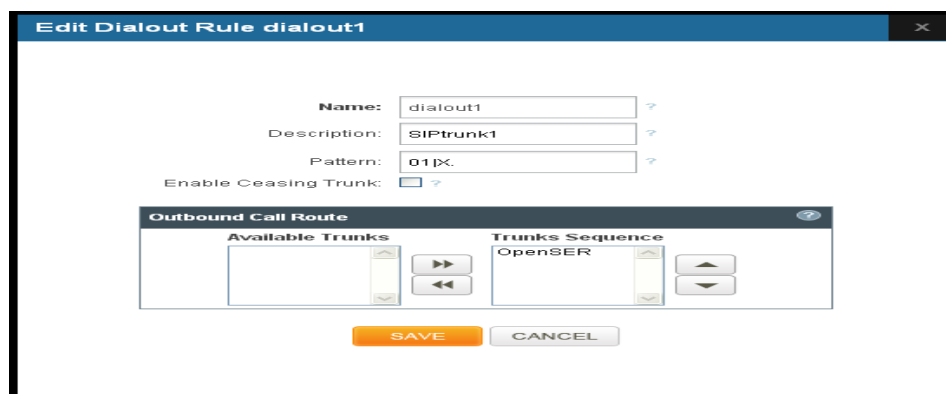 Edit Dialout Rule dialout1 ×
Name: dialout1 ?
Description: SIPtrunk1 ?
Pattern: 01|X. ?
Enable Ceasing Trunk: ?
Outbound Call Route ?
Available Trunks Trunks Sequence
OpenSER
SAVE CANCEL